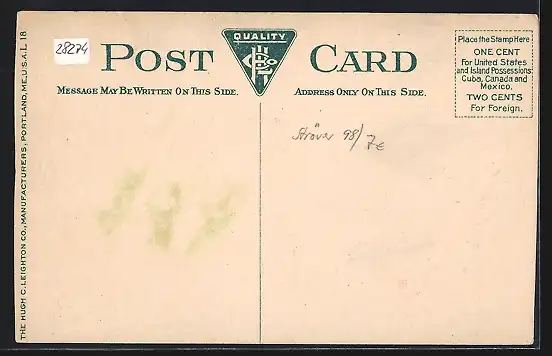 28274
POST CARD
QUALITY
MESSAGE MAY BE WRITTEN ON THIS SIDE.
ADDRESS ONLY ON THIS SIDE.
Place the Stamp Here
ONE CENT
For United States
and Island Possessions
Cuba, Canada and
Mexico.
TWO CENTS
For Foreign.
98/7€
THE HUGH C. LEIGHTON CO., MANUFACTURERS, PORTLAND, ME., U.S.A. L 18